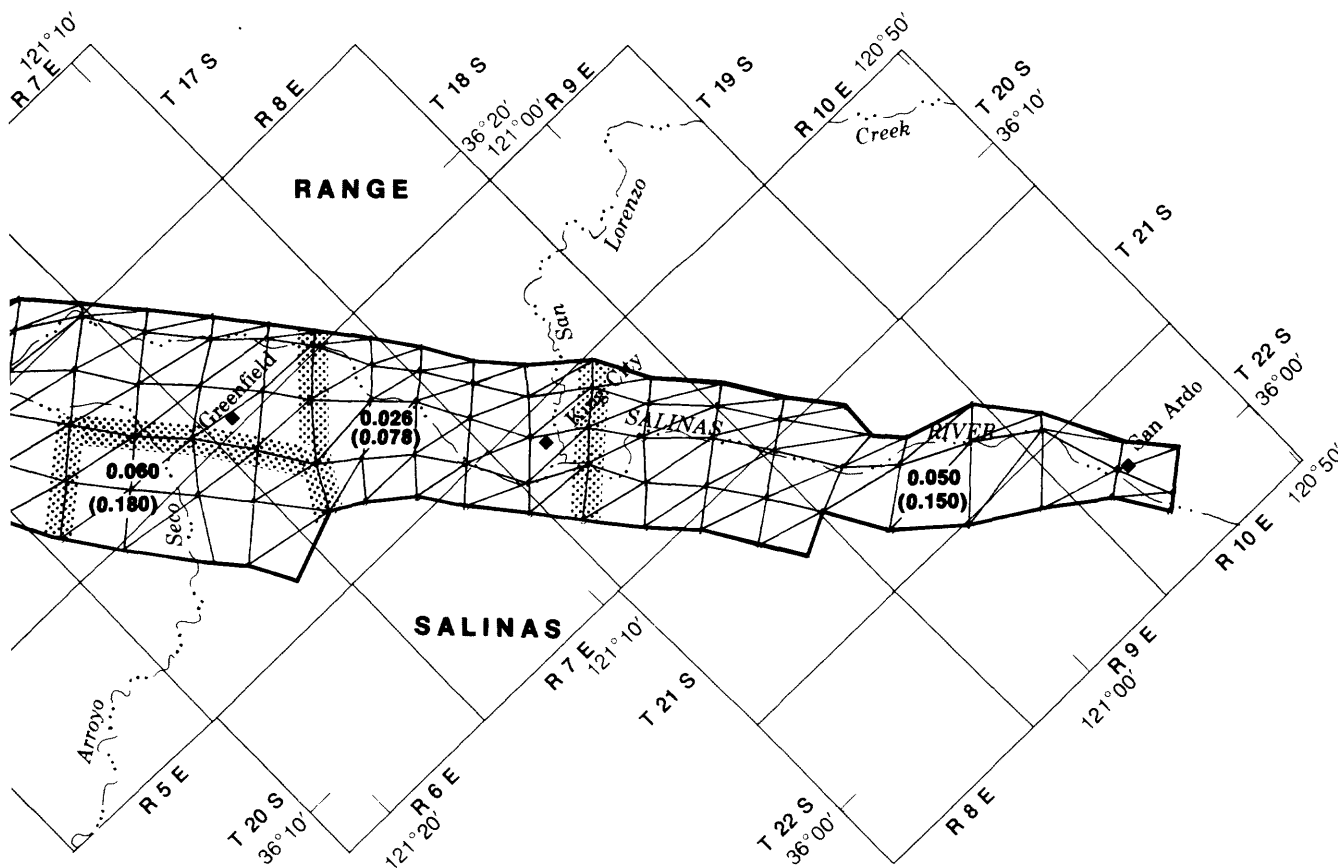 121°10'
R 7 E
T 17 S
R 8 E
T 18 S
36°20'
121°00'
R 9 E
T 19 S
R 10 E
120°50'
T 20 S
36°10'
Creek
RANGE
Lorenzo
San
T 21 S
T 22 S
36°00'
Greenfield
King City
0.026
(0.078)
SALINAS
RIVER
San Ardo
0.060
(0.180)
0.050
(0.150)
120°50'
R 10 E
Seco
SALINAS
R 7 E
121°10'
R 9 E
121°00'
T 21 S
Arroyo
R 5 E
R 6 E
R 8 E
T 20 S
36°10'
121°20'
T 22 S
36°00'